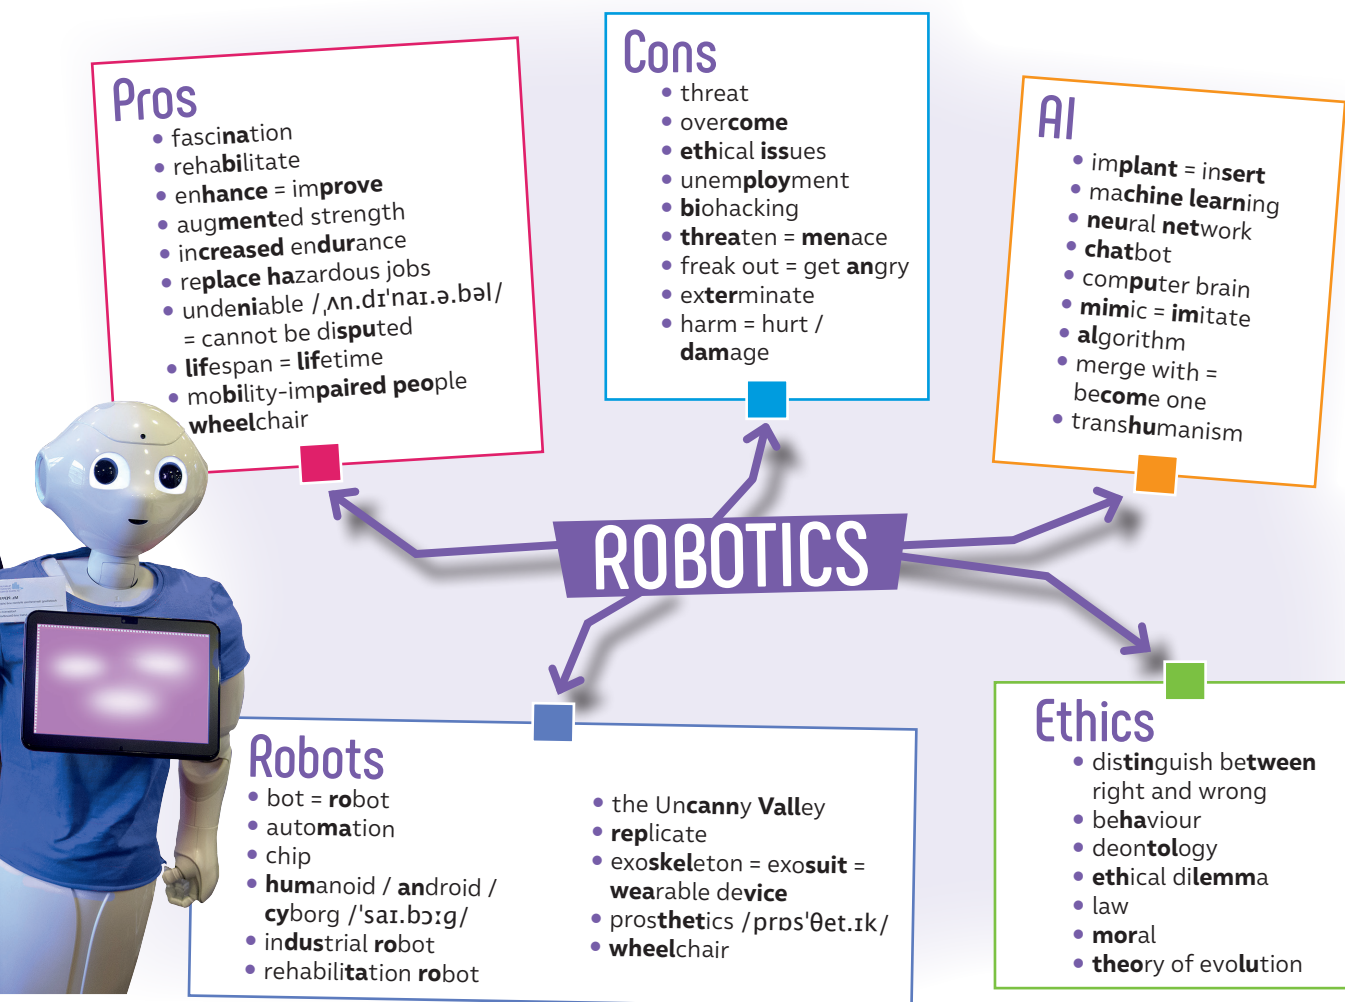 Pros
• fascination
• rehabilitate
• enhance = improve
• augmented strength
• increased endurance
• replace hazardous jobs
• undeniable /ˌʌn.dɪˈnaɪ.ə.bəl/
= cannot be disputed
• lifespan = lifetime
• mobility-impaired people
wheelchair
Cons
• threat
• overcome
• ethical issues
• unemployment
• biohacking
• threaten = menace
• freak out = get angry
• exterminate
• harm = hurt /
damage
AI
• implant = insert
• machine learning
• neural network
• chatbot
• computer brain
• mimic = imitate
• algorithm
• merge with =
become one
• transhumanism
ROBOTICS
Robots
• bot = robot
• automation
• chip
• humanoid / android /
cyborg /ˈsaɪ.bɔɪg/
• industrial robot
• rehabilitation robot
• the Uncanny Valley
• replicate
• exoskeleton = exosuit =
wearable device
• prosthetics /prɒsˈθet.ɪk/
• wheelchair
Ethics
• distinguish between
right and wrong
• behaviour
• deontology
• ethical dilemma
• law
• moral
• theory of evolution